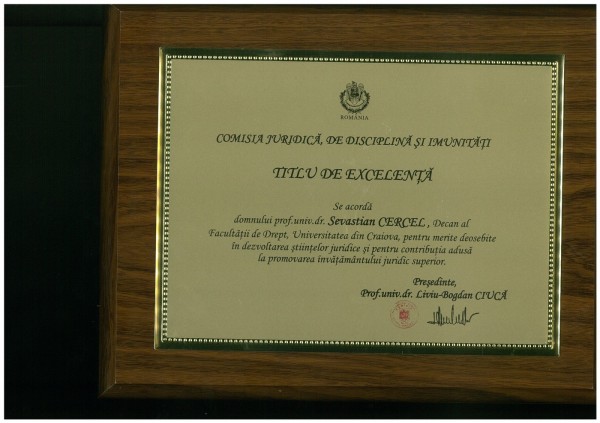 ROMÂNIA
COMISIA JURIDICĂ, DE DISCIPLINĂ ŞI IMUNITĂŢI
TITLU DE EXCELENŢĂ
Se acordă
domnului prof.univ.dr. Sevastian CERCEL , Decan al
Facultăţii de Drept, Universitatea din Craiova, pentru merite deosebite
în dezvoltarea ştiinţelor juridice şi pentru contribuţia adusă
la promovarea învăţământului juridic superior.
Preşedinte,
Prof.univ.dr. Liviu-Bogdan CIUCĂ